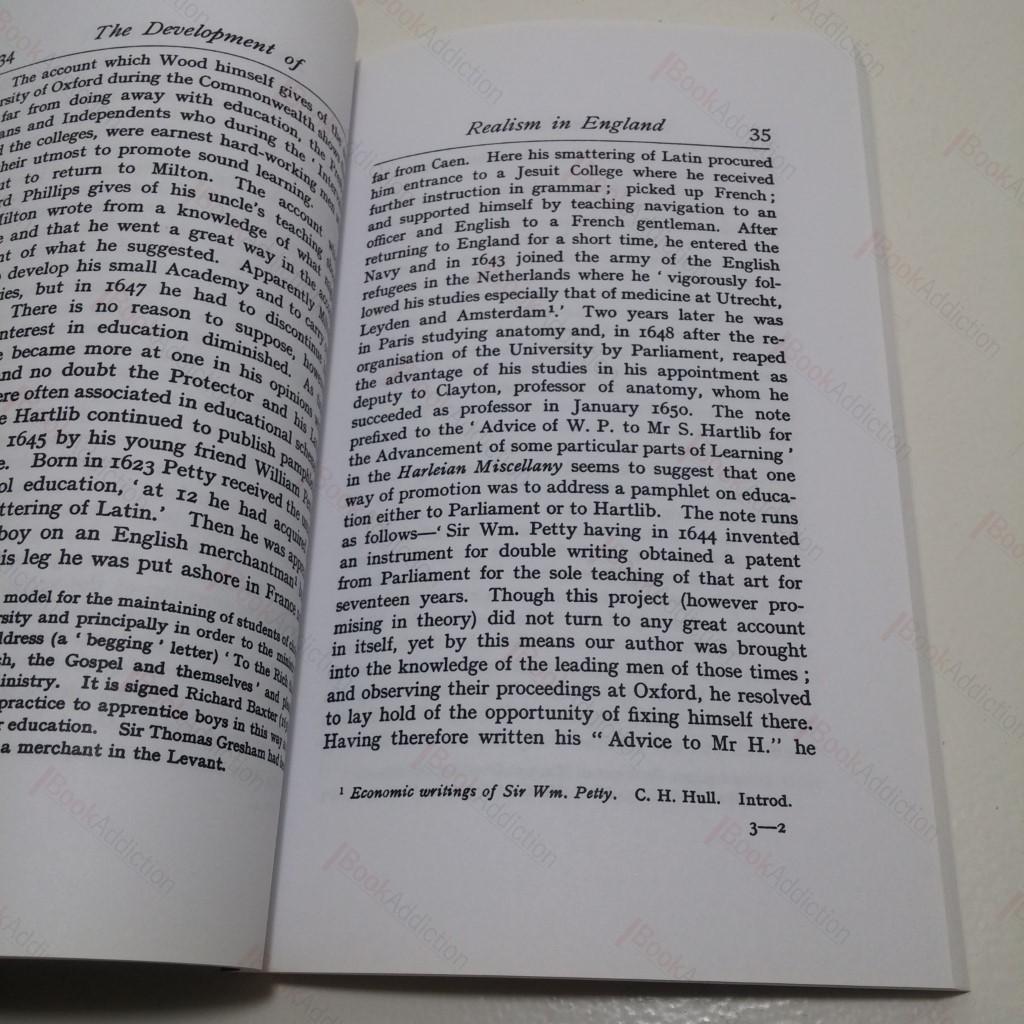 34
The Development of
The account which Wood himself gives of the
rsity of Oxford during the Commonwealth shows
far from doing away with education, the
ans and Independents who during the
d the colleges, were earnest hard-working men
heir utmost to promote sound learning.
ut to return to Milton. The account
rd Phillips gives of his uncle's teaching
Milton wrote from a knowledge of what
e and that he went a great way in the
nt of what he suggested. Apparently
develop his small Academy and to carry
ies, but in 1647 he had to discontinue
There is no reason to suppose,
nterest in education diminished. As
e became more at one in his opinions
nd no doubt the Protector and his
ere often associated in educational
e Hartlib continued to publish
1645 by his young friend William
e. Born in 1623 Petty received the
ol education, 'at 12 he had acquired
ttering of Latin.' Then he was
boy on an English merchantman¹
is leg he was put ashore in France
model for the maintaining of students of
rsity and principally in order to the
ddress (a 'begging' letter) 'To the Rich
ch, the Gospel and themselves' and
inistry. It is signed Richard Baxter
practice to apprentice boys in this way
r education. Sir Thomas Gresham had
a merchant in the Levant.
Realism in England
35
far from Caen. Here his smattering of Latin procured
him entrance to a Jesuit College where he received
further instruction in grammar; picked up French;
and supported himself by teaching navigation to an
officer and English to a French gentleman. After
returning to England for a short time, he entered the
Navy and in 1643 joined the army of the English
refugees in the Netherlands where he 'vigorously fol-
lowed his studies especially that of medicine at Utrecht,
Leyden and Amsterdam¹.' Two years later he was
in Paris studying anatomy and, in 1648 after the re-
organisation of the University by Parliament, reaped
the advantage of his studies in his appointment as
deputy to Clayton, professor of anatomy, whom he
succeeded as professor in January 1650. The note
prefixed to the 'Advice of W. P. to Mr S. Hartlib for
the Advancement of some particular parts of Learning'
in the Harleian Miscellany seems to suggest that one
way of promotion was to address a pamphlet on educa-
tion either to Parliament or to Hartlib. The note runs
as follows—'Sir Wm. Petty having in 1644 invented
an instrument for double writing obtained a patent
from Parliament for the sole teaching of that art for
seventeen years. Though this project (however pro-
mising in theory) did not turn to any great account
in itself, yet by this means our author was brought
into the knowledge of the leading men of those times;
and observing their proceedings at Oxford, he resolved
to lay hold of the opportunity of fixing himself there.
Having therefore written his "Advice to Mr H." he
¹ Economic writings of Sir Wm. Petty. C. H. Hull. Introd.
3—2
BookAddiction